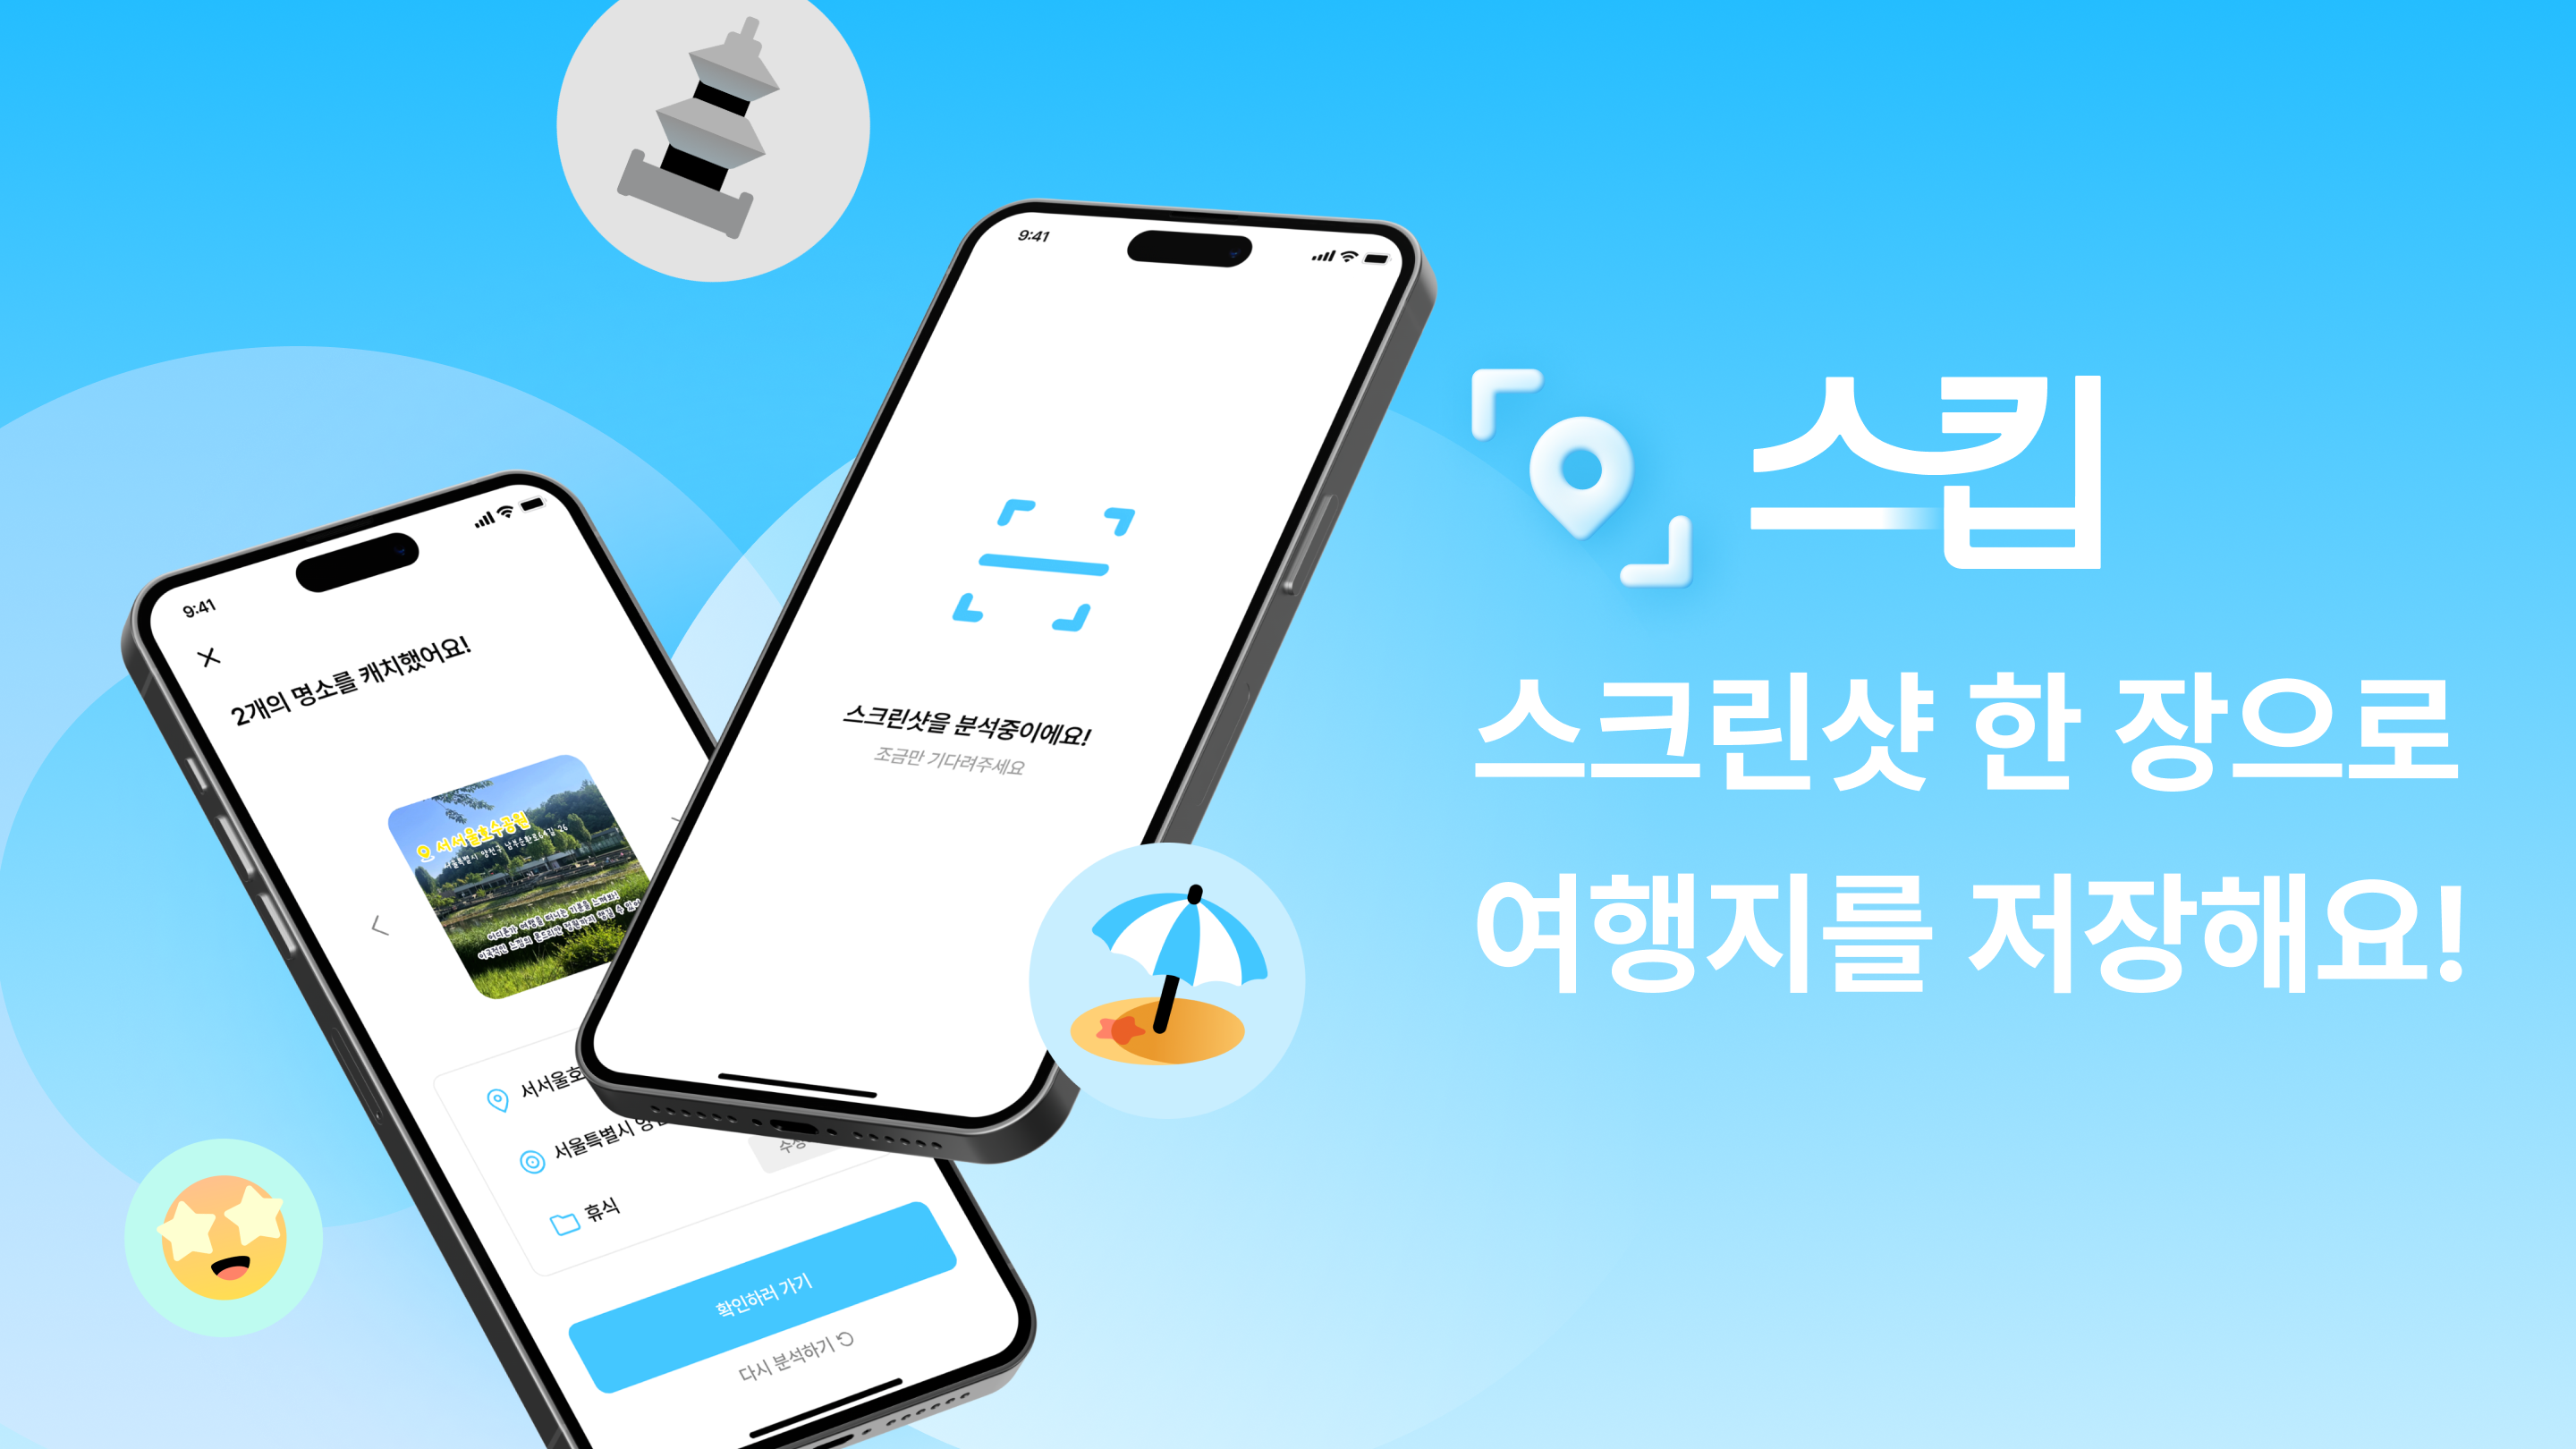 스킵
스크린샷 한 장으로
여행지를 저장해요!
9:41
스크린샷을 분석중이에요!
조금만 기다려주세요
9:41
2개의 명소를 캐치했어요!
서서울호수공원
서울특별시 양천구 남부순환로64길 26
서서울호
서울특별시
휴식
확인하러 가기
다시 분석하기